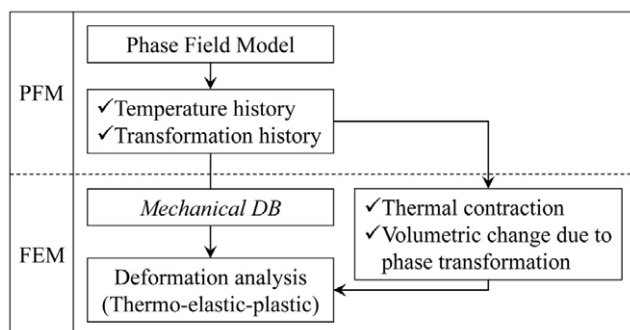 PFM
Phase Field Model
✓Temperature history
✓Transformation history
FEM
Mechanical DB
Deformation analysis
(Thermo-elastic-plastic)
✓Thermal contraction
✓Volumetric change due to
phase transformation